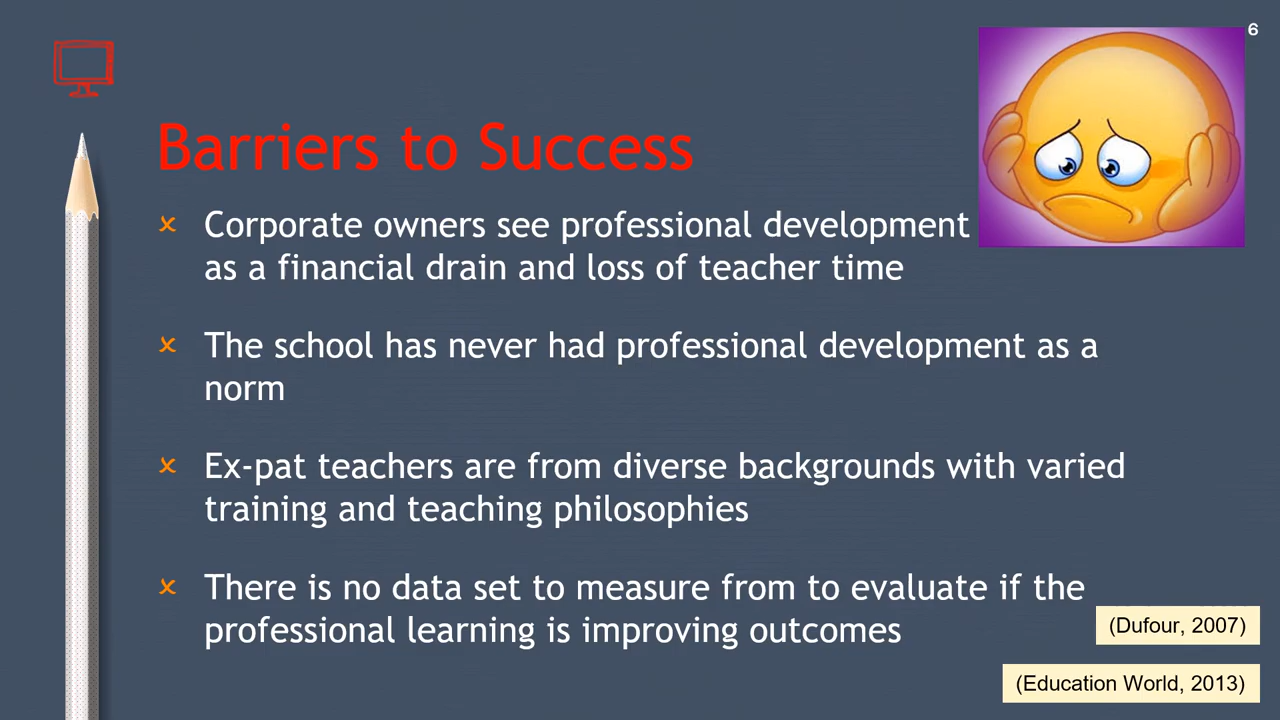 6
Barriers to Success
Corporate owners see professional development
as a financial drain and loss of teacher time
The school has never had professional development as a
norm
Ex-pat teachers are from diverse backgrounds with varied
training and teaching philosophies
There is no data set to measure from to evaluate if the
professional learning is improving outcomes
(Dufour, 2007)
(Education World, 2013)